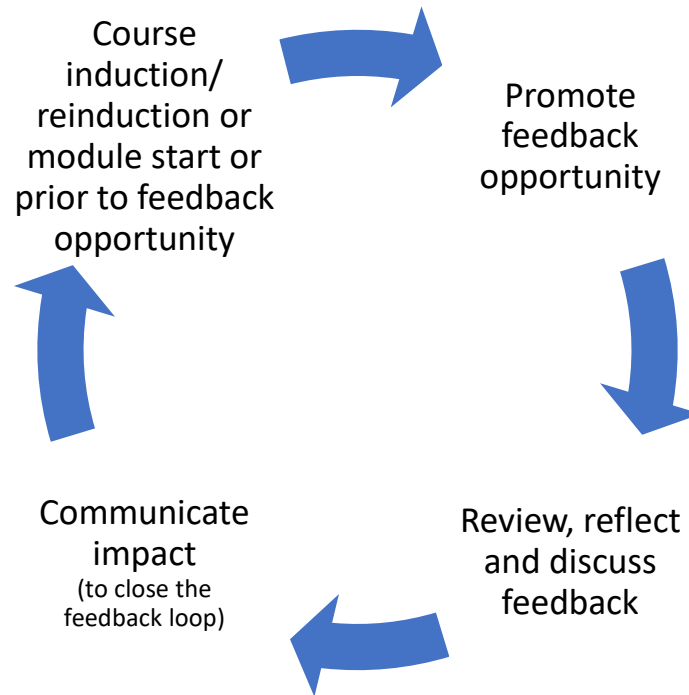 Course
induction/
reinduction or
module start or
prior to feedback
opportunity
Promote
feedback
opportunity
Review, reflect
and discuss
feedback
Communicate
impact
(to close the
feedback loop)